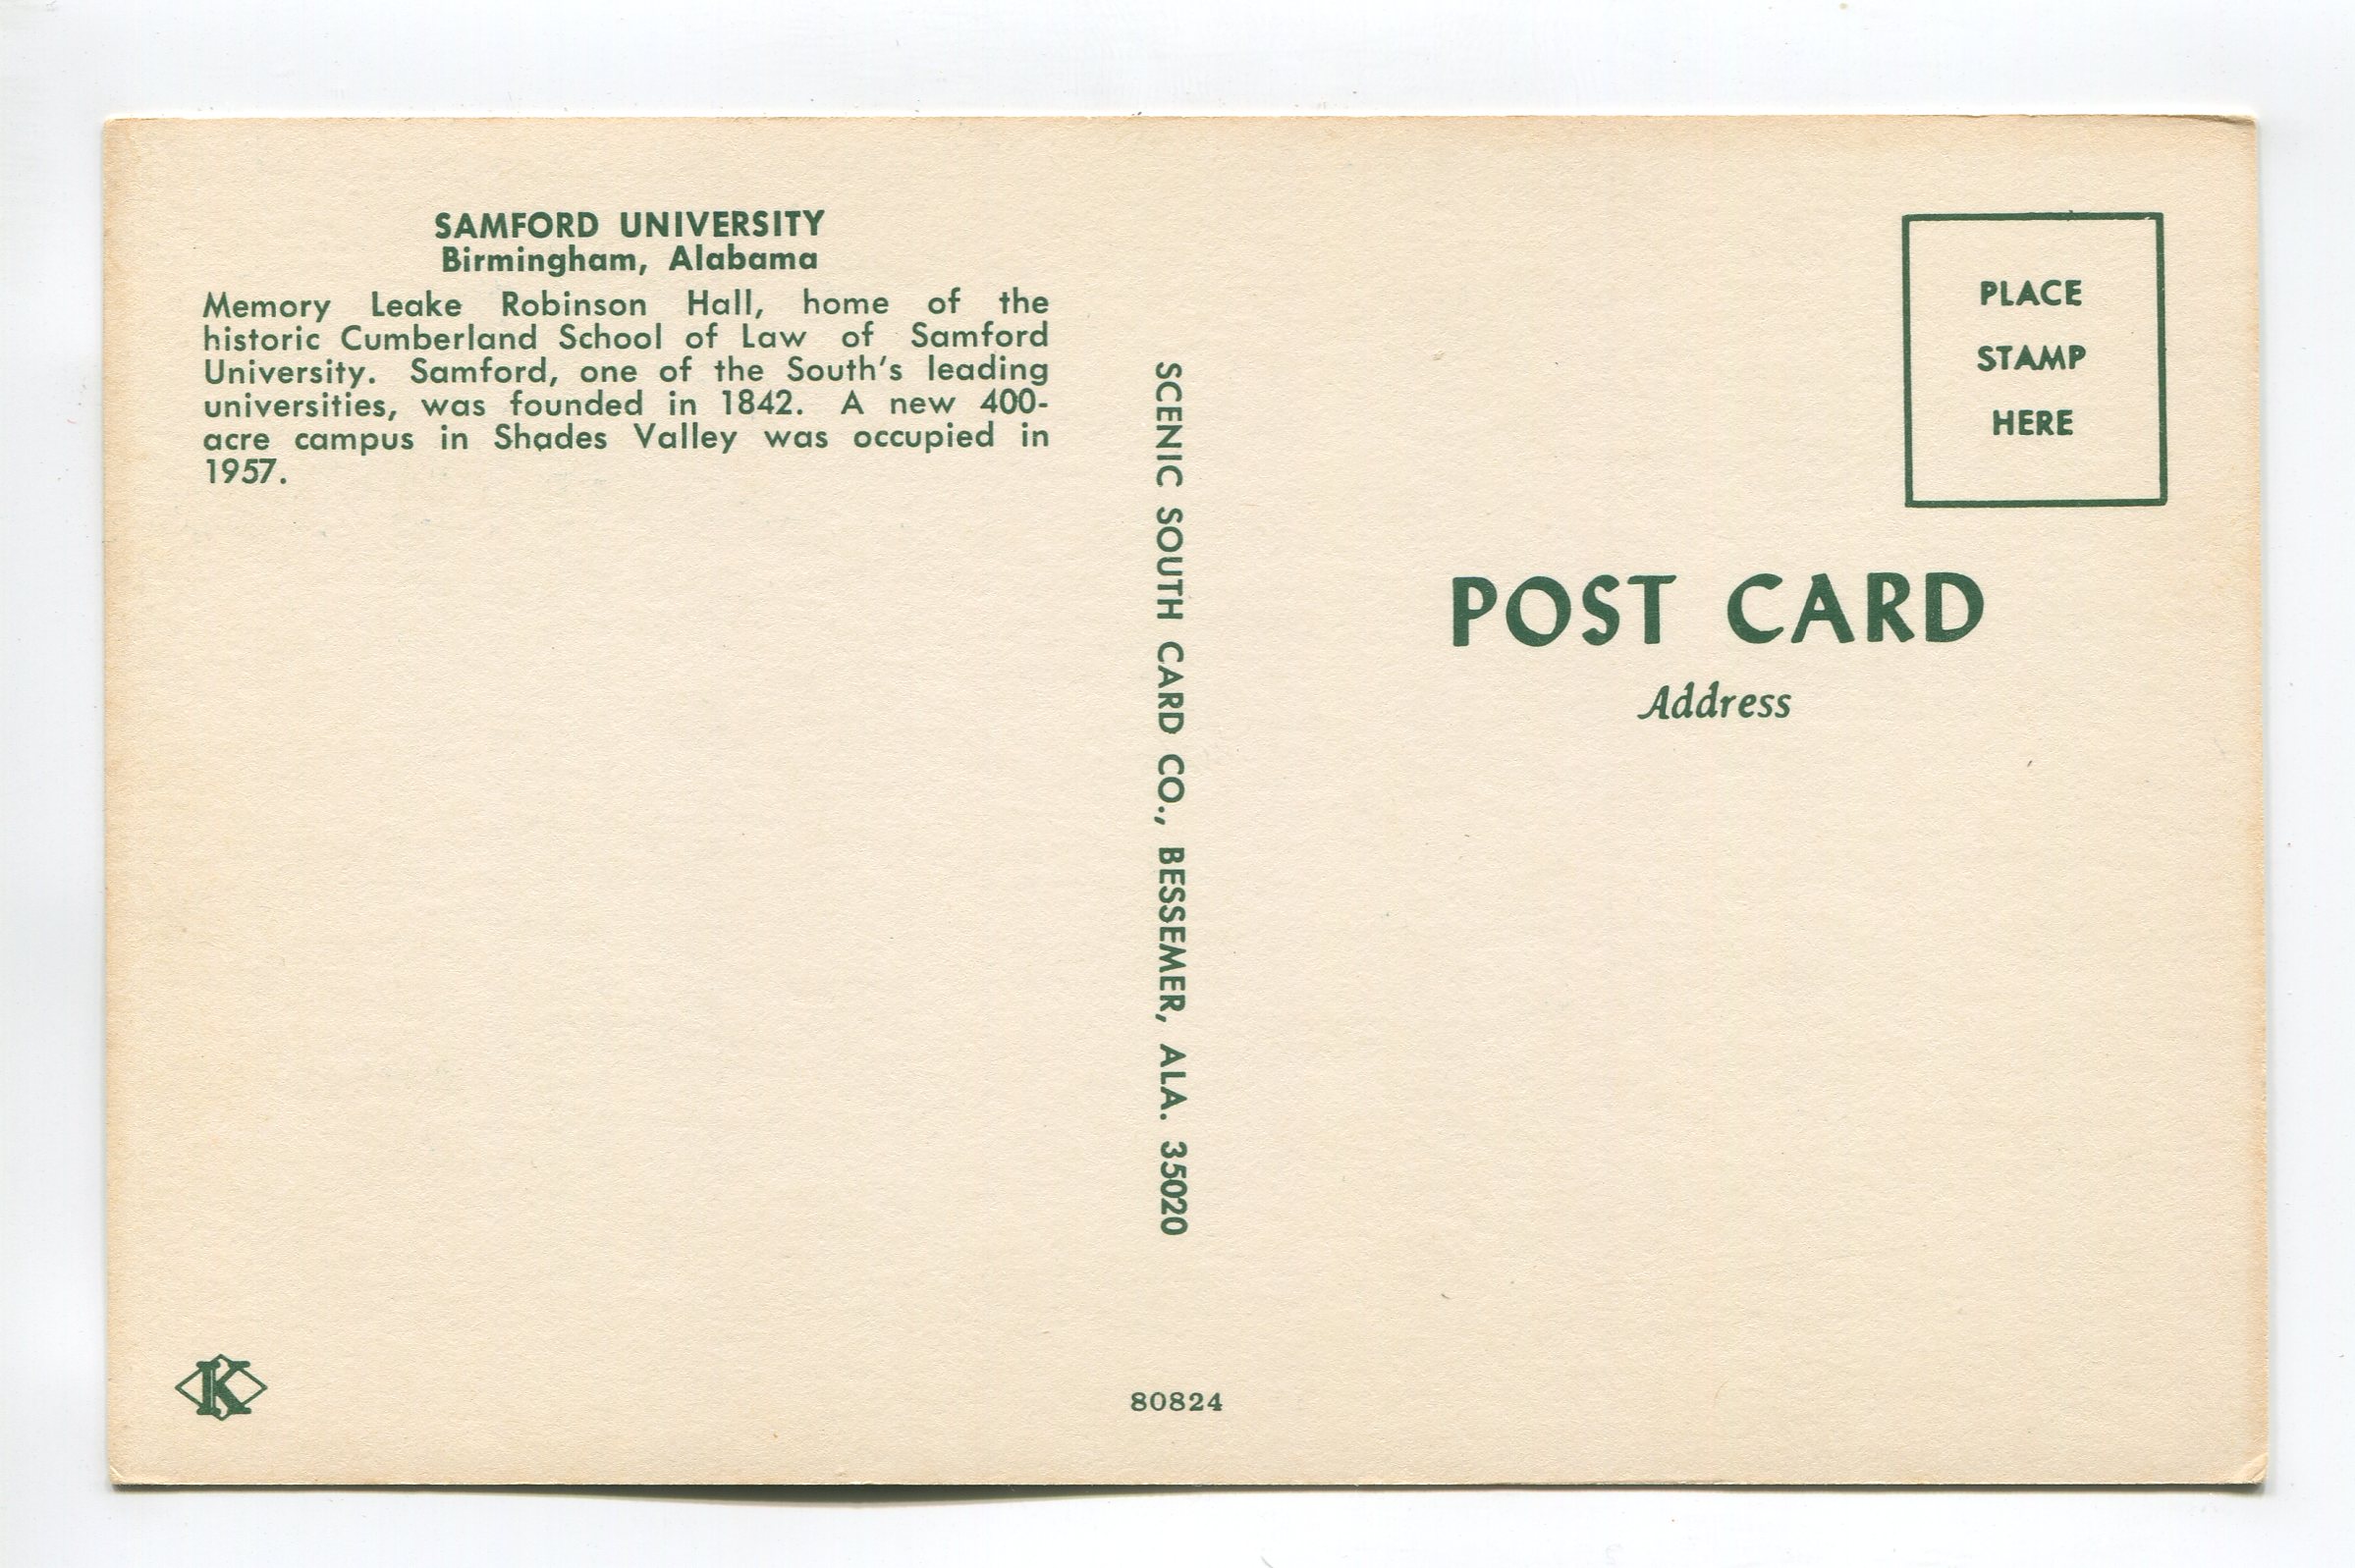 SAMFORD UNIVERSITY
Birmingham, Alabama
Memory Leake Robinson Hall, home of the
historic Cumberland School of Law of Samford
University. Samford, one of the South's leading
universities, was founded in 1842. A new 400-
acre campus in Shades Valley was occupied in
1957.
SCENIC SOUTH CARD CO., BESSEMER, ALA. 35020
PLACE
STAMP
HERE
POST CARD
Address
K
80824